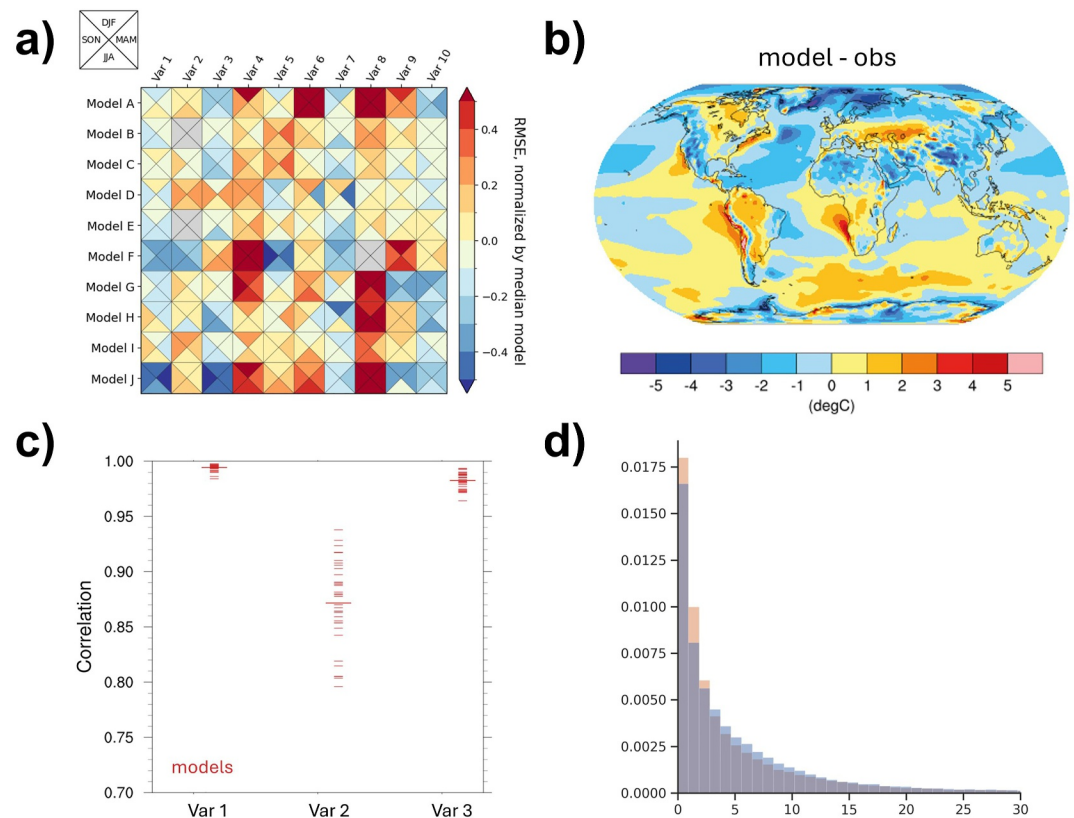 a)
DJF
SON MAM
JJA
Var 1 Var 2 Var 3 Var 4 Var 5 Var 6 Var 7 Var 8 Var 9 Var 10
Model A
Model B
Model C
Model D
Model E
Model F
Model G
Model H
Model I
Model J
0.4
0.2
0.0
−0.2
−0.4
RMSE, normalized by median model
b)
model - obs
-5 -4 -3 -2 -1 0 1 2 3 4 5
(degC)
c)
1.00
0.95
0.90
0.85
0.80
0.75
0.70
Correlation
models
Var 1 Var 2 Var 3
d)
0.0175
0.0150
0.0125
0.0100
0.0075
0.0050
0.0025
0.0000
0 5 10 15 20 25 30